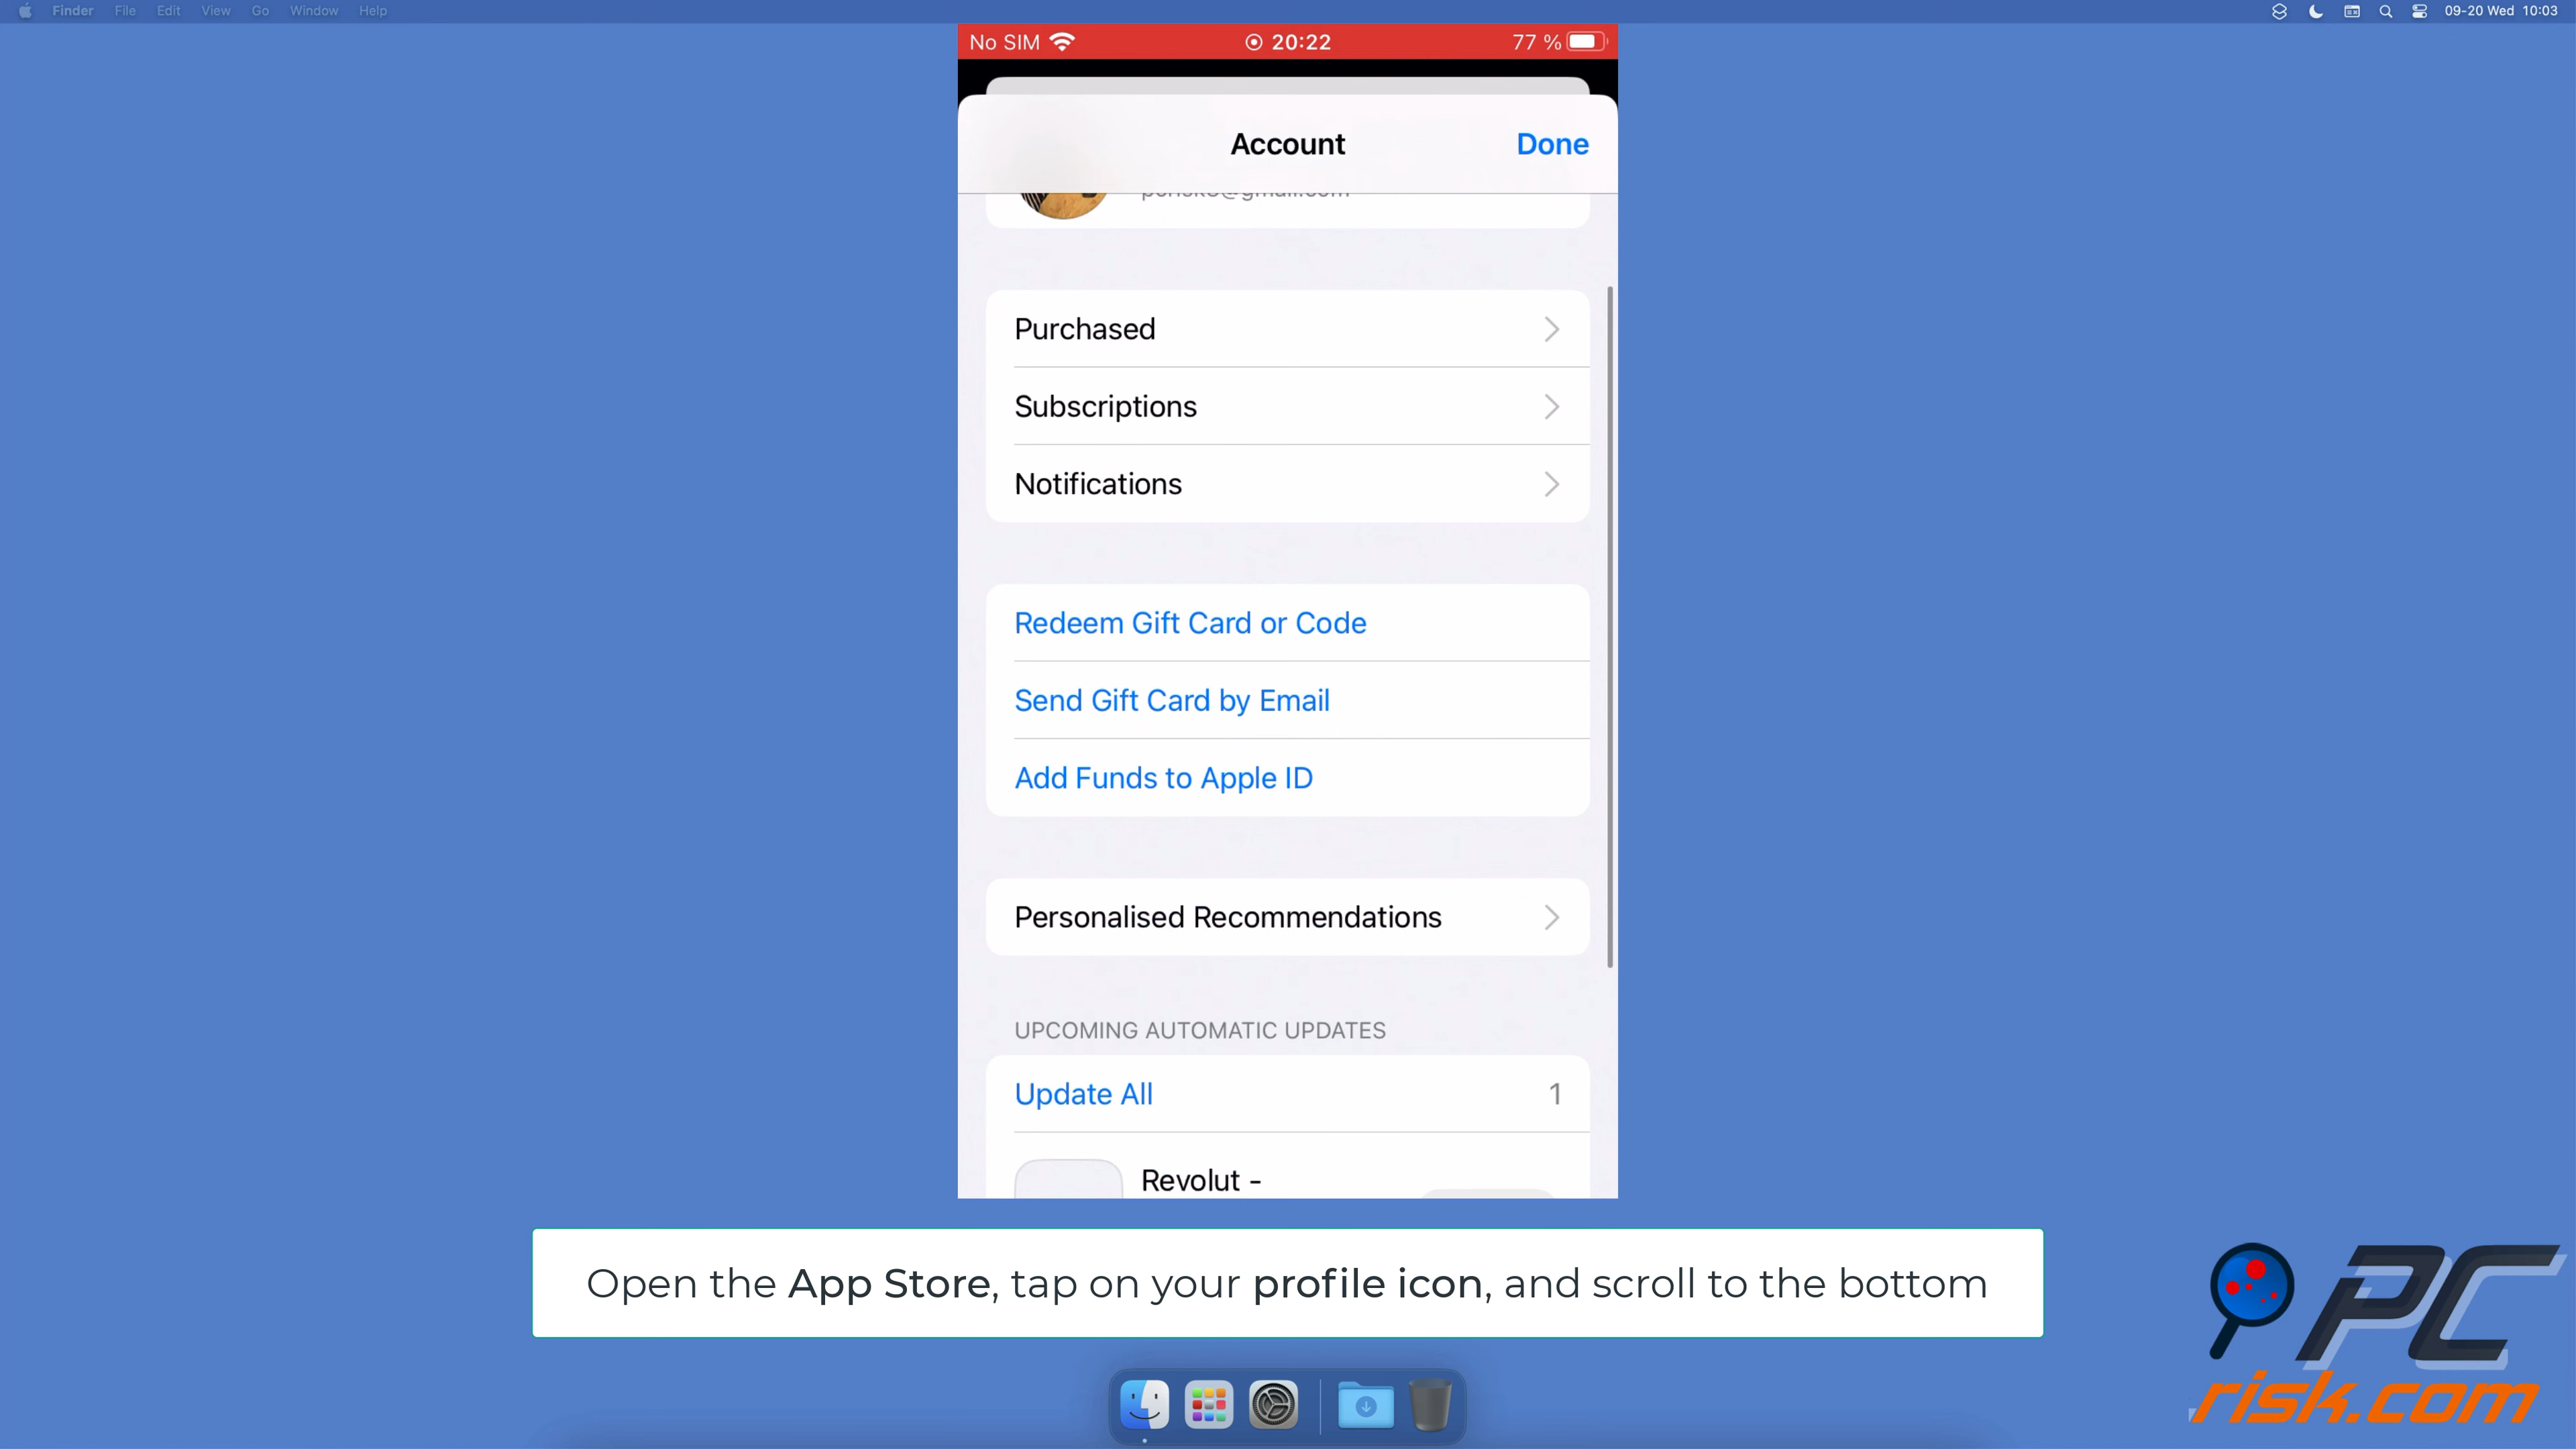 Finder File Edit View Go Window Help
09-20 Wed 10:03
No SIM 20:22 77 %
Account Done
Purchased
Subscriptions
Notifications
Redeem Gift Card or Code
Send Gift Card by Email
Add Funds to Apple ID
Personalised Recommendations
UPCOMING AUTOMATIC UPDATES
Update All 1
Revolut -
Open the App Store, tap on your profile icon, and scroll to the bottom
PC
risk.com